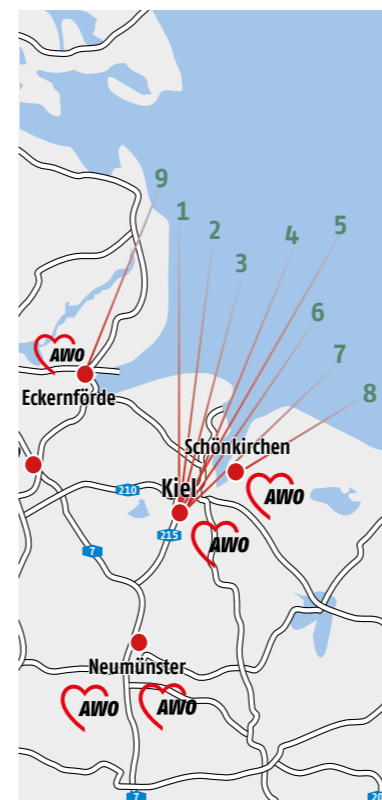 9
1
2
5
4
3
6
7
8
AWO
Eckernförde
Schönkirchen
Kiel
210
AWO
215
AWO
7
Neumünster
AWO
AWO
7